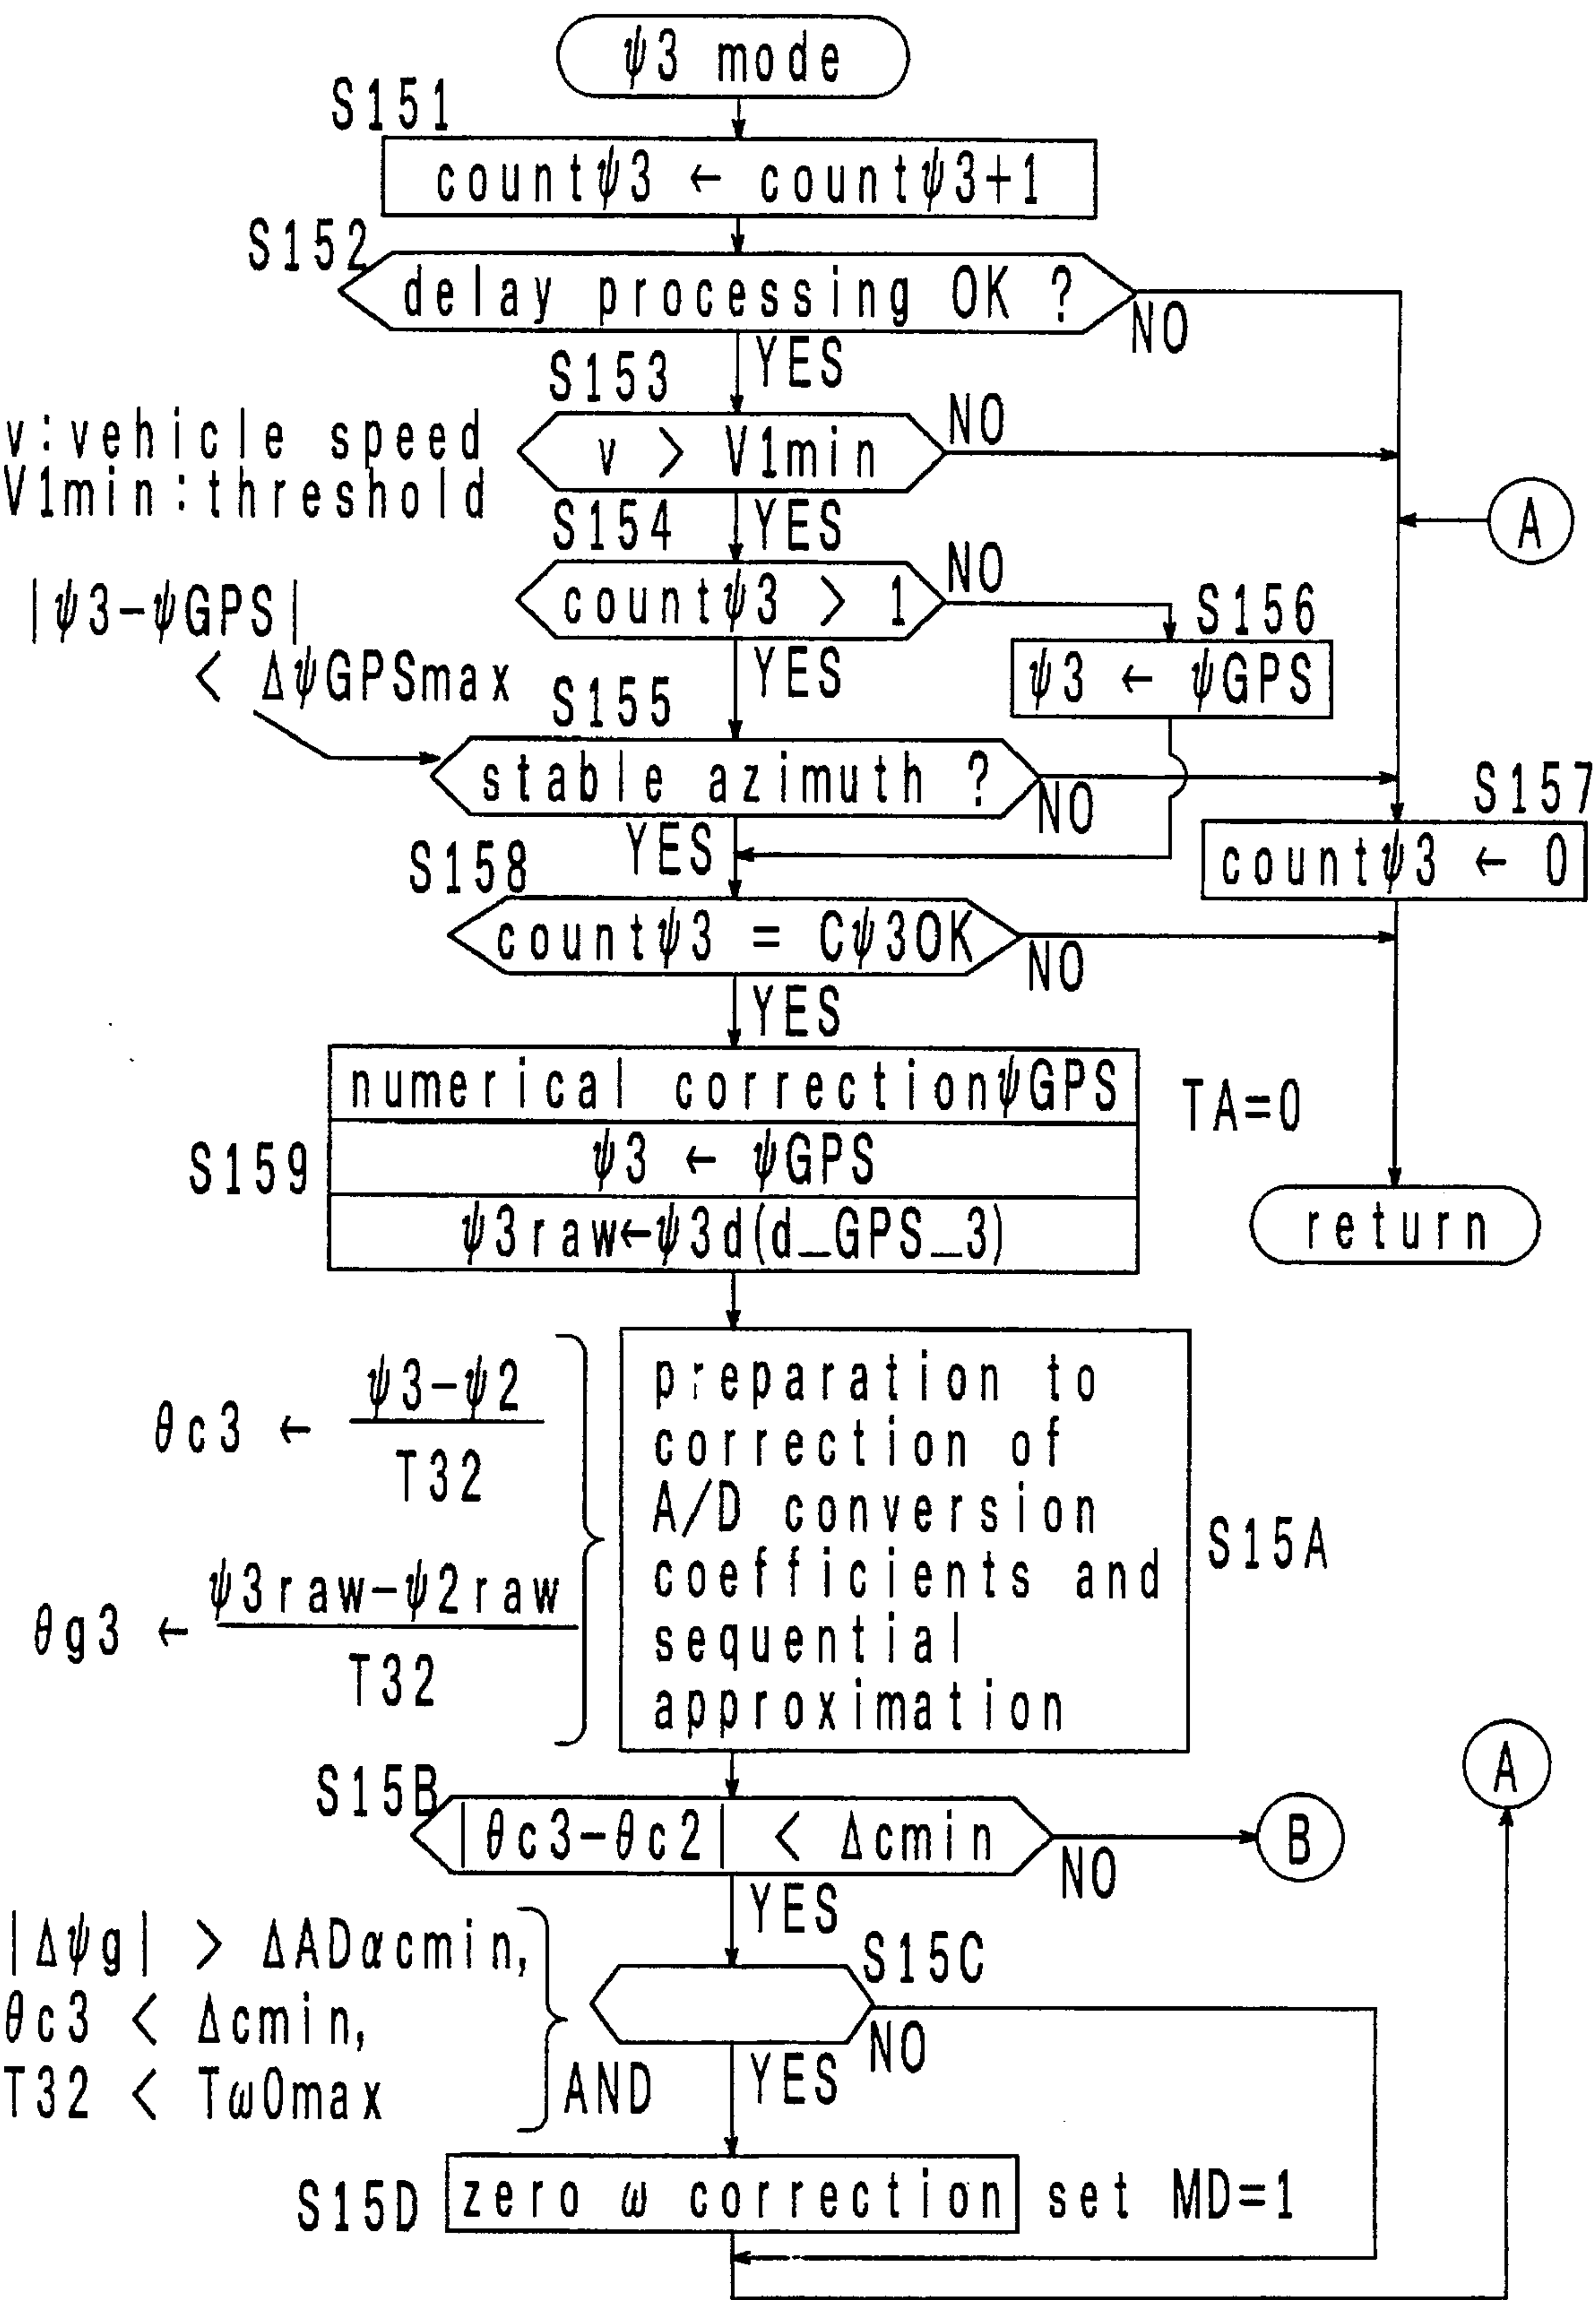 ψ3 mode
S151
countψ3 ← countψ3+1
S152
delay processing OK ?
NO
YES
S153
v:vehicle speed
V1min:threshold
v > V1min
NO
YES
A
S154
countψ3 > 1
NO
YES
S156
ψ3 ← ψGPS
|ψ3-ψGPS|
< ΔψGPSmax
S155
stable azimuth ?
NO
YES
S157
countψ3 ← 0
S158
countψ3 = Cψ3OK
NO
YES
S159
numerical correctionψGPS
ψ3 ← ψGPS
ψ3raw←ψ3d(d_GPS_3)
TA=0
return
θc3 ← ψ3-ψ2
T32
θg3 ← ψ3raw-ψ2raw
T32
preparation to
correction of
A/D conversion
coefficients and
sequential
approximation
S15A
A
S15B
|θc3-θc2| < Δcmin
NO
B
YES
|Δψg| > ΔADαcmin,
θc3 < Δcmin,
T32 < Tω0max
AND
S15C
NO
YES
S15D
zero ω correction
set MD=1